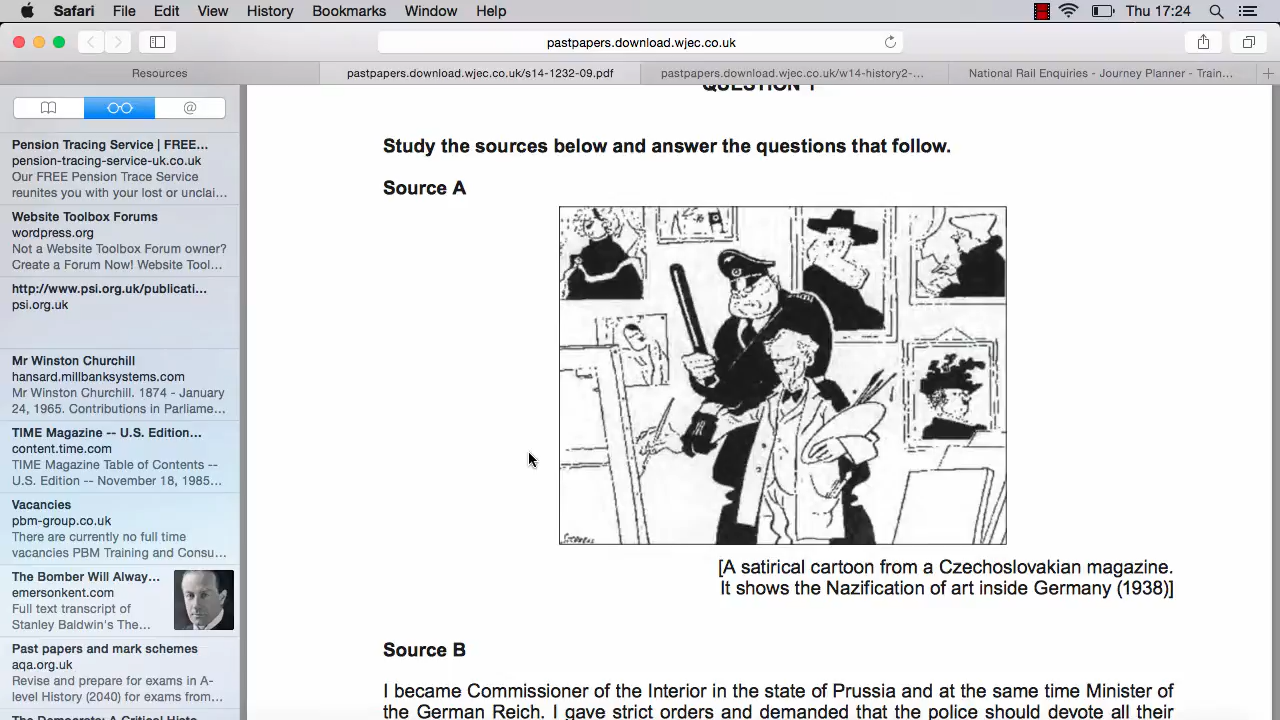 Safari File Edit View History Bookmarks Window Help Thu 17:24
pastpapers.download.wjec.co.uk
Resources
pastpapers.download.wjec.co.uk/s14-1232-09.pdf
pastpapers.download.wjec.co.uk/w14-history2-...
National Rail Enquiries - Journey Planner - Train...
@
Pension Tracing Service | FREE...
pension-tracing-service-uk.co.uk
Our FREE Pension Trace Service
reunites you with your lost or unclai...
Website Toolbox Forums
wordpress.org
Not a Website Toolbox Forum owner?
Create a Forum Now! Website Tool...
http://www.psi.org.uk/publicati...
psi.org.uk
Mr Winston Churchill
hansard.millbanksystems.com
Mr Winston Churchill. 1874 - January
24, 1965. Contributions in Parliame...
TIME Magazine -- U.S. Edition...
content.time.com
TIME Magazine Table of Contents --
U.S. Edition -- November 18, 1985...
Vacancies
pbm-group.co.uk
There are currently no full time
vacancies PBM Training and Consu...
The Bomber Will Alway...
emersonkent.com
Full text transcript of
Stanley Baldwin's The...
Past papers and mark schemes
aqa.org.uk
Revise and prepare for exams in A-
level History (2040) for exams from...
The Democrats: A Critical Histo...
QUESTION 1
Study the sources below and answer the questions that follow.
Source A
[A satirical cartoon from a Czechoslovakian magazine.
It shows the Nazification of art inside Germany (1938)]
Source B
I became Commissioner of the Interior in the state of Prussia and at the same time Minister of
the German Reich. I gave strict orders and demanded that the police should devote all their